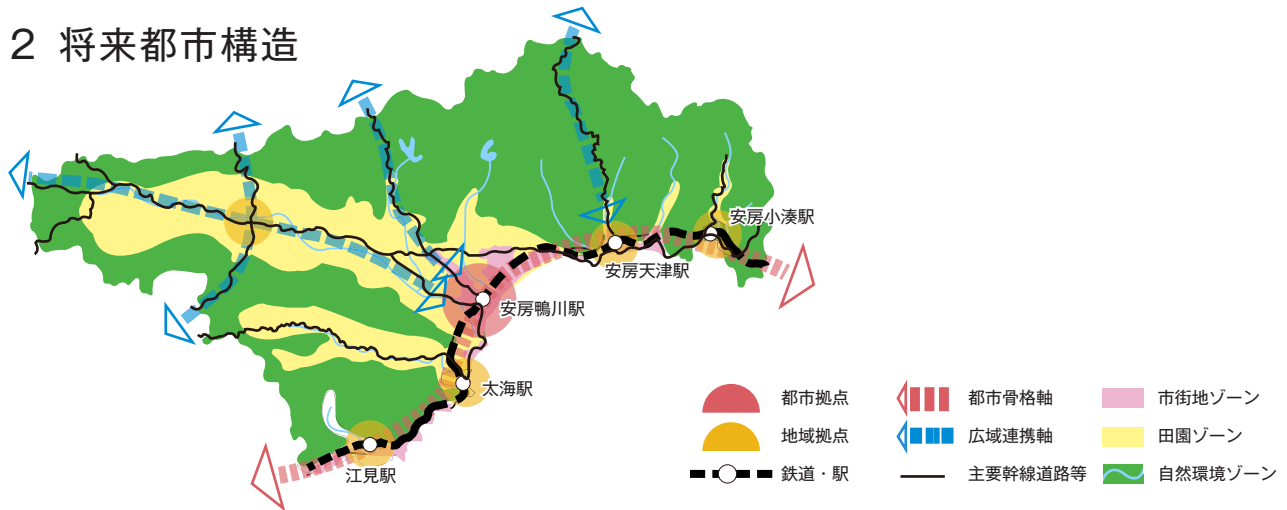 2 将来都市構造
安房小湊駅
安房天津駅
安房鴨川駅
太海駅
江見駅
都市拠点
都市骨格軸
市街地ゾーン
地域拠点
広域連携軸
田園ゾーン
鉄道・駅
主要幹線道路等
自然環境ゾーン